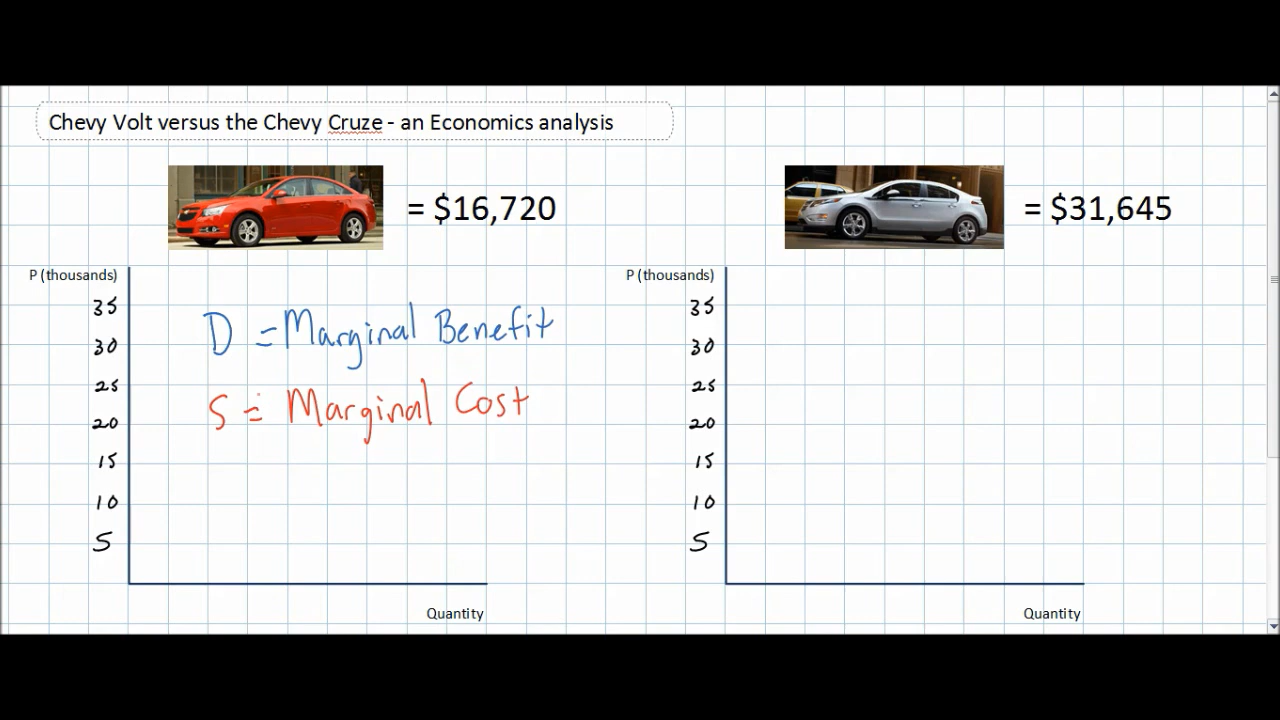 Chevy Volt versus the Chevy Cruze - an Economics analysis
= $16,720
= $31,645
P (thousands)
35
30
25
20
15
10
5
D = Marginal Benefit
S = Marginal Cost
Quantity
P (thousands)
35
30
25
20
15
10
5
Quantity